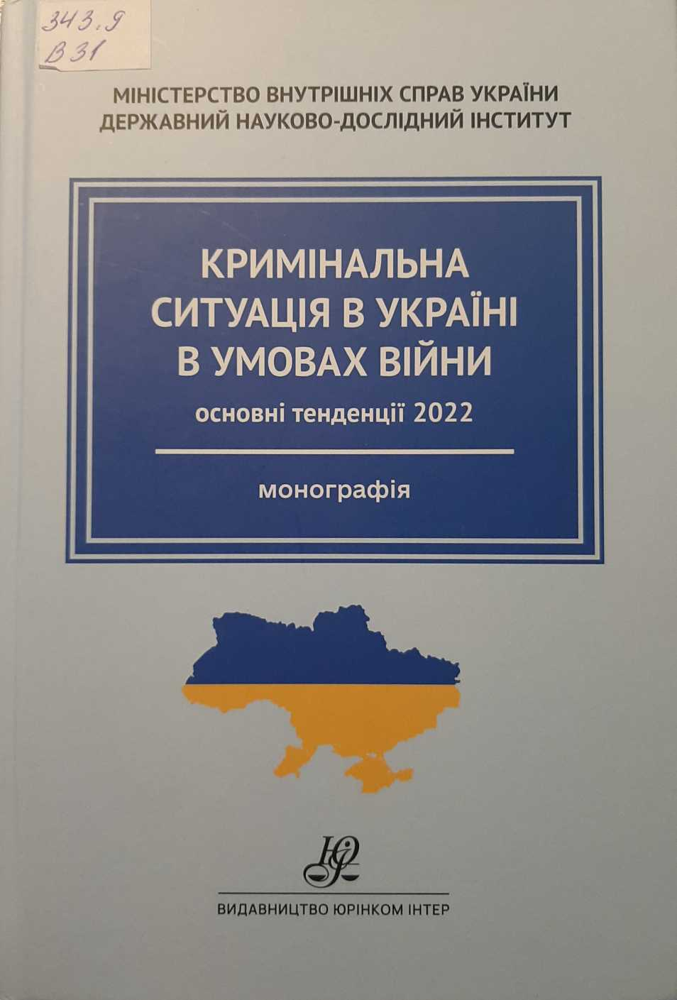 343.9
В 31
МІНІСТЕРСТВО ВНУТРІШНІХ СПРАВ УКРАЇНИ
ДЕРЖАВНИЙ НАУКОВО-ДОСЛІДНИЙ ІНСТИТУТ
КРИМІНАЛЬНА
СИТУАЦІЯ В УКРАЇНІ
В УМОВАХ ВІЙНИ
основні тенденції 2022
монографія
ВИДАВНИЦТВО ЮРІНКОМ ІНТЕР